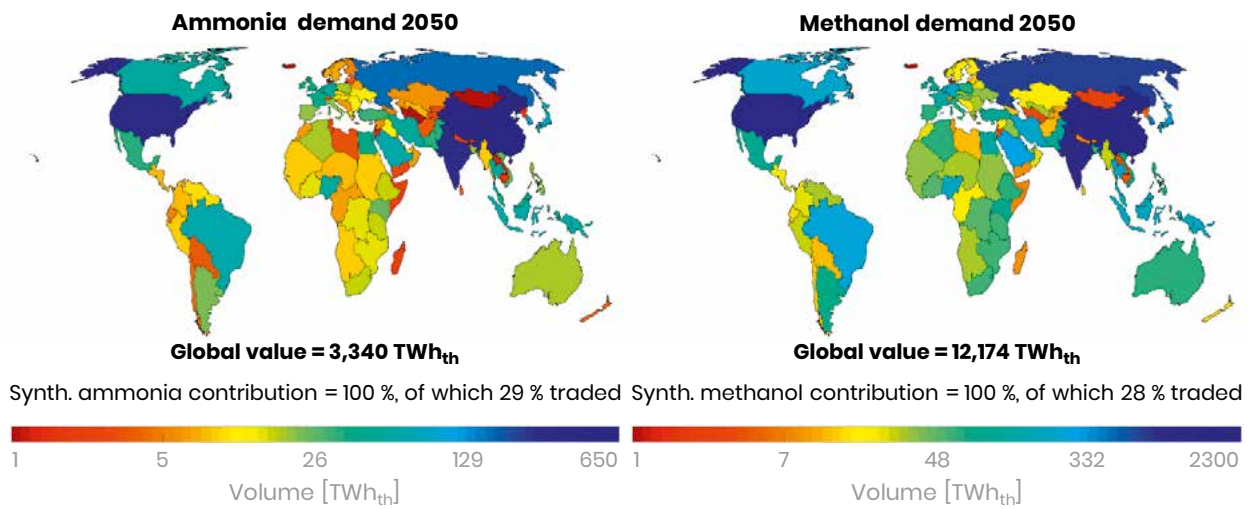 Ammonia demand 2050
Global value = 3,340 TWhth
Synth. ammonia contribution = 100 %, of which 29 % traded
1 5 26 129 650
Volume [TWhth]
Methanol demand 2050
Global value = 12,174 TWhth
Synth. methanol contribution = 100 %, of which 28 % traded
1 7 48 332 2300
Volume [TWhth]